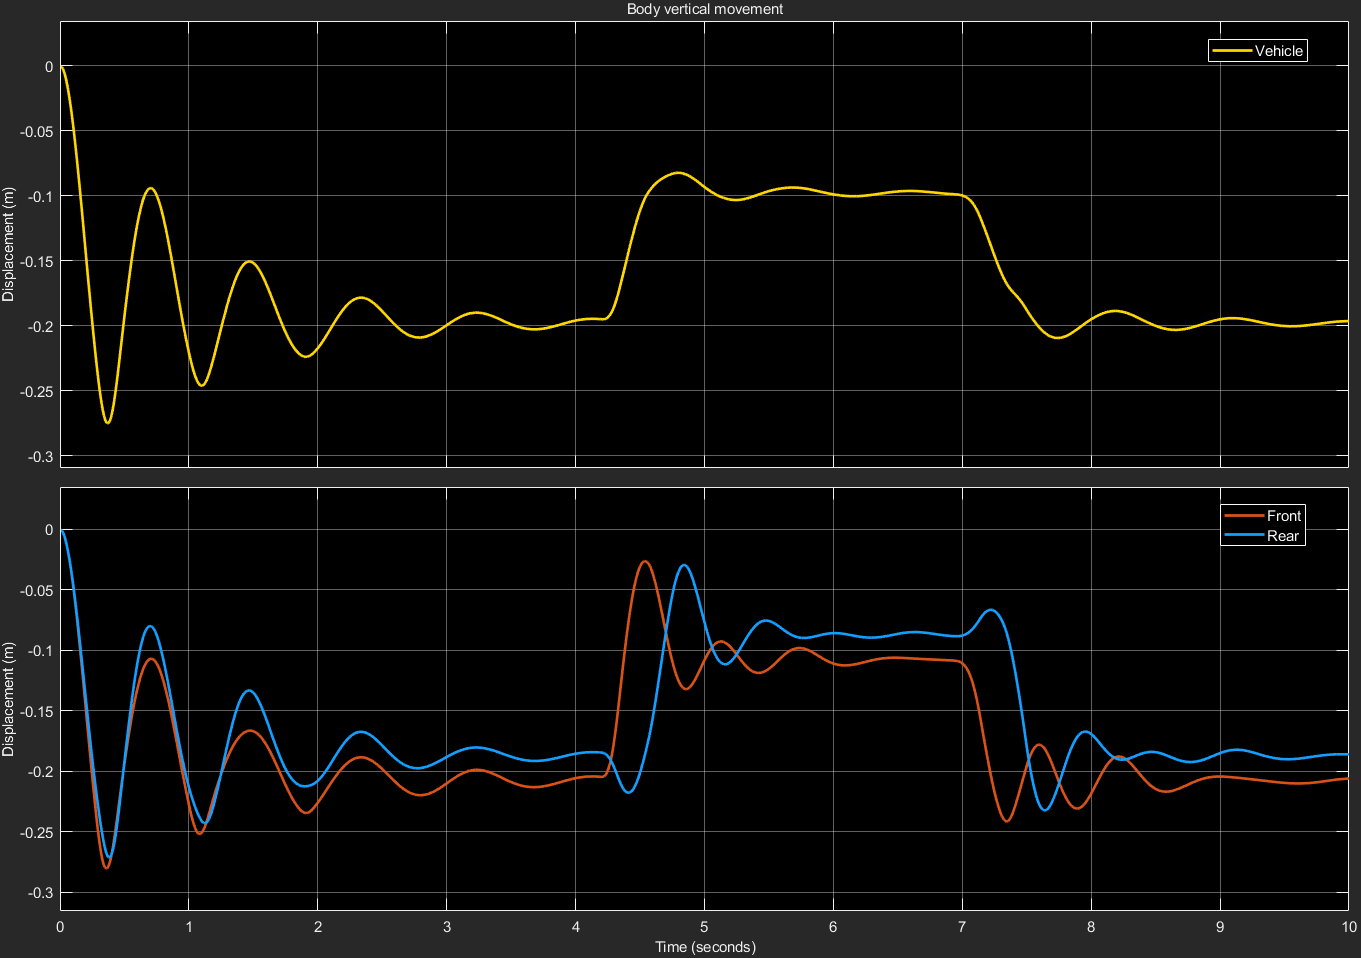 Body vertical movement
Vehicle
0
-0.05
-0.1
-0.15
-0.2
-0.25
-0.3
Displacement (m)
Front
Rear
0
-0.05
-0.1
-0.15
-0.2
-0.25
-0.3
Displacement (m)
0 1 2 3 4 5 6 7 8 9 10
Time (seconds)